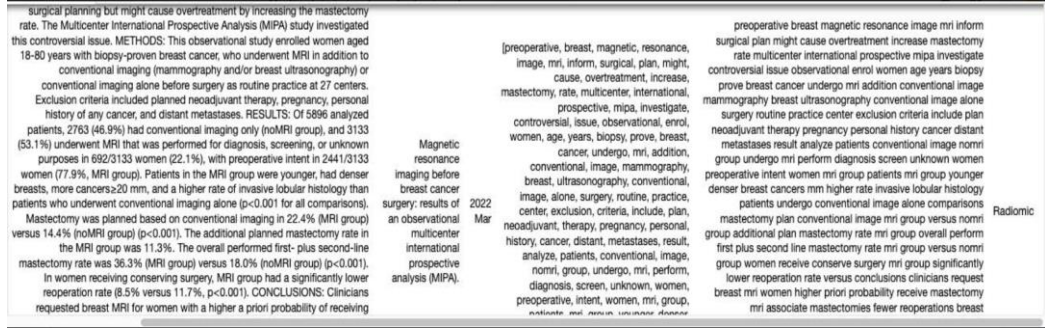 surgical planning but might cause overtreatment by increasing the mastectomy
rate. The Multicenter International Prospective Analysis (MIPA) study investigated
this controversial issue. METHODS: This observational study enrolled women aged
18-80 years with biopsy-proven breast cancer, who underwent MRI in addition to
conventional imaging (mammography and/or breast ultrasonography) or
conventional imaging alone before surgery as routine practice at 27 centers.
Exclusion criteria included planned neoadjuvant therapy, pregnancy, personal
history of any cancer, and distant metastases. RESULTS: Of 5896 analyzed
patients, 2763 (46.9%) had conventional imaging only (noMRI group), and 3133
(53.1%) underwent MRI that was performed for diagnosis, screening, or unknown
purposes in 692/3133 women (22.1%), with preoperative intent in 2441/3133
women (77.9%, MRI group). Patients in the MRI group were younger, had denser
breasts, more cancers≥20 mm, and a higher rate of invasive lobular histology than
patients who underwent conventional imaging alone (p<0.001 for all comparisons).
Mastectomy was planned based on conventional imaging in 22.4% (MRI group)
versus 14.4% (noMRI group) (p<0.001). The additional planned mastectomy rate in
the MRI group was 11.3%. The overall performed first- plus second-line
mastectomy rate was 36.3% (MRI group) versus 18.0% (noMRI group) (p<0.001).
In women receiving conserving surgery, MRI group had a significantly lower
reoperation rate (8.5% versus 11.7%, p<0.001). CONCLUSIONS: Clinicians
requested breast MRI for women with a higher a priori probability of receiving
Magnetic
resonance
imaging before
breast cancer
surgery: results of
an observational
multicenter
international
prospective
analysis (MIPA).
2022
Mar
[preoperative, breast, magnetic, resonance,
image, mri, inform, surgical, plan, might,
cause, overtreatment, increase,
mastectomy, rate, multicenter, international,
prospective, mipa, investigate,
controversial, issue, observational, enrol,
women, age, years, biopsy, prove, breast,
cancer, undergo, mri, addition,
conventional, image, mammography,
breast, ultrasonography, conventional,
image, alone, surgery, routine, practice,
center, exclusion, criteria, include, plan,
neoadjuvant, therapy, pregnancy, personal,
history, cancer, distant, metastases, result,
analyze, patients, conventional, image,
nomri, group, undergo, mri, perform,
diagnosis, screen, unknown, women,
preoperative, intent, women, mri, group,
patients, mri, group, younger, denser
preoperative breast magnetic resonance image mri inform
surgical plan might cause overtreatment increase mastectomy
rate multicenter international prospective mipa investigate
controversial issue observational enrol women age years biopsy
prove breast cancer undergo mri addition conventional image
mammography breast ultrasonography conventional image alone
surgery routine practice center exclusion criteria include plan
neoadjuvant therapy pregnancy personal history cancer distant
metastases result analyze patients conventional image nomri
group undergo mri perform diagnosis screen unknown women
preoperative intent women mri group patients mri group younger
denser breast cancers mm higher rate invasive lobular histology
patients undergo conventional image alone comparisons
mastectomy plan conventional image mri group versus nomri
group additional plan mastectomy rate mri group overall perform
first plus second line mastectomy rate mri group versus nomri
group women receive conserve surgery mri group significantly
lower reoperation rate versus conclusions clinicians request
breast mri women higher priori probability receive mastectomy
mri associate mastectomies fewer reoperations breast
Radiomic